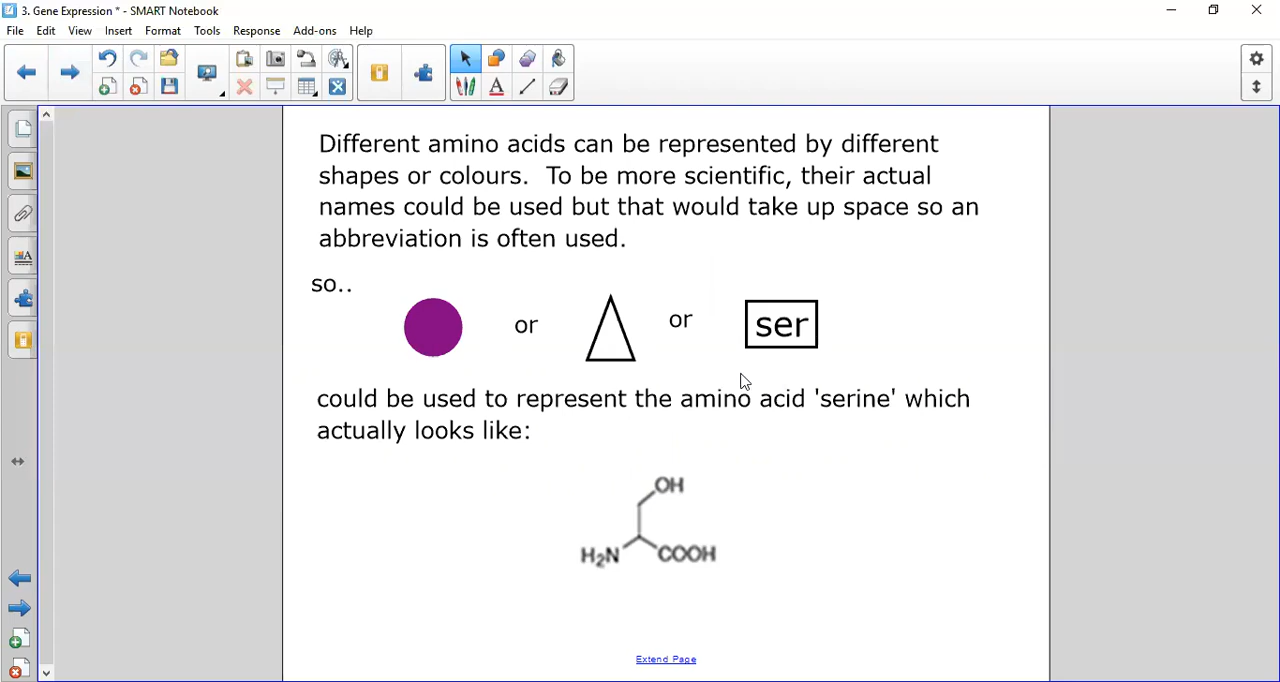 3. Gene Expression * - SMART Notebook
File Edit View Insert Format Tools Response Add-ons Help
Different amino acids can be represented by different
shapes or colours. To be more scientific, their actual
names could be used but that would take up space so an
abbreviation is often used.
so..
or or ser
could be used to represent the amino acid 'serine' which
actually looks like:
OH
H₂N COOH
Extend Page